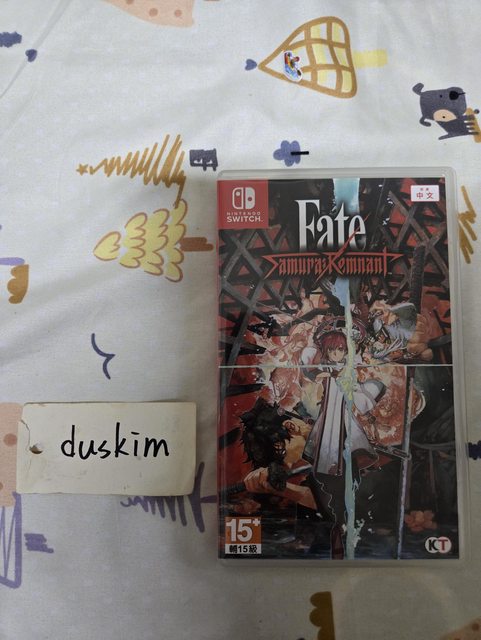 NINTENDO
SWITCH
Fate
Samurai Remnant
中文
duskim
15+
輔15級
KT